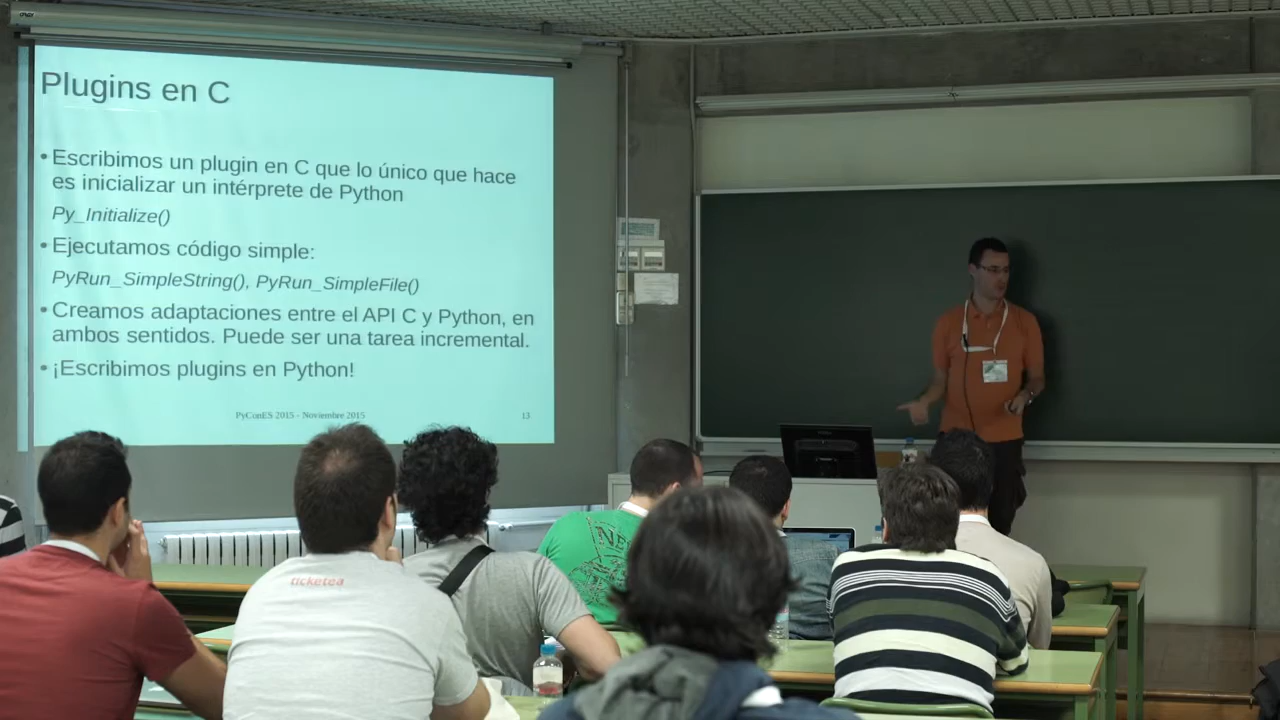 Plugins en C
• Escribimos un plugin en C que lo único que hace
es inicializar un intérprete de Python
Py_Initialize()
• Ejecutamos código simple:
PyRun_SimpleString(), PyRun_SimpleFile()
• Creamos adaptaciones entre el API C y Python, en
ambos sentidos. Puede ser una tarea incremental.
• ¡Escribimos plugins en Python!
PyConES 2015 - Noviembre 2015
13
ticketea